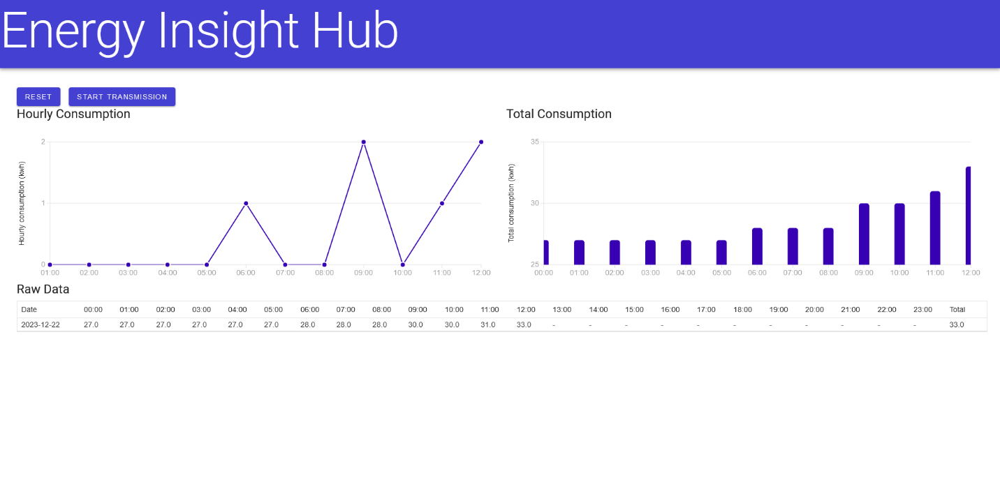 Energy Insight Hub
RESET START TRANSMISSION
Hourly Consumption
2
1
0
Hourly consumption (kwh)
01:00 02:00 03:00 04:00 05:00 06:00 07:00 08:00 09:00 10:00 11:00 12:00
Total Consumption
35
30
25
Total consumption (kwh)
00:00 01:00 02:00 03:00 04:00 05:00 06:00 07:00 08:00 09:00 10:00 11:00 12:00
Raw Data
Date 00:00 01:00 02:00 03:00 04:00 05:00 06:00 07:00 08:00 09:00 10:00 11:00 12:00 13:00 14:00 15:00 16:00 17:00 18:00 19:00 20:00 21:00 22:00 23:00 Total
2023-12-22 27.0 27.0 27.0 27.0 27.0 27.0 28.0 28.0 28.0 30.0 30.0 31.0 33.0 - - - - - - - - - - - 33.0